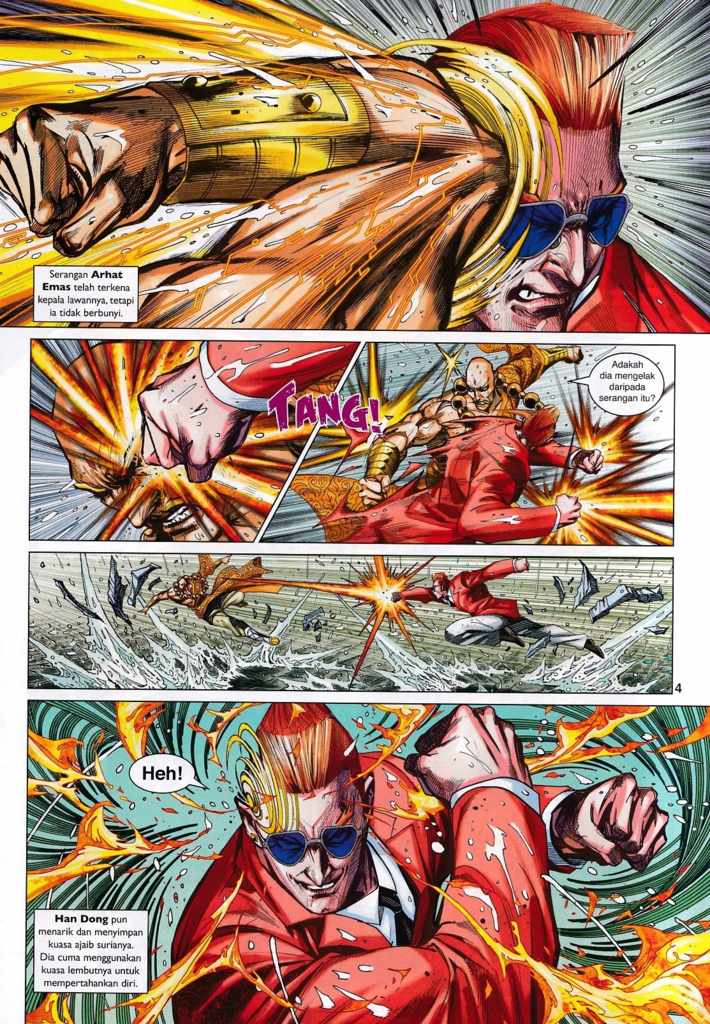 Serangan Arhat
Emas telah terkena
kepala lawannya, tetapi
ia tidak berbunyi.
TANG!
Adakah
dia mengelak
daripada
serangan itu?
4
Heh!
Han Dong pun
menarik dan menyimpan
kuasa ajaib surianya.
Dia cuma menggunakan
kuasa lembutnya untuk
mempertahankan diri.